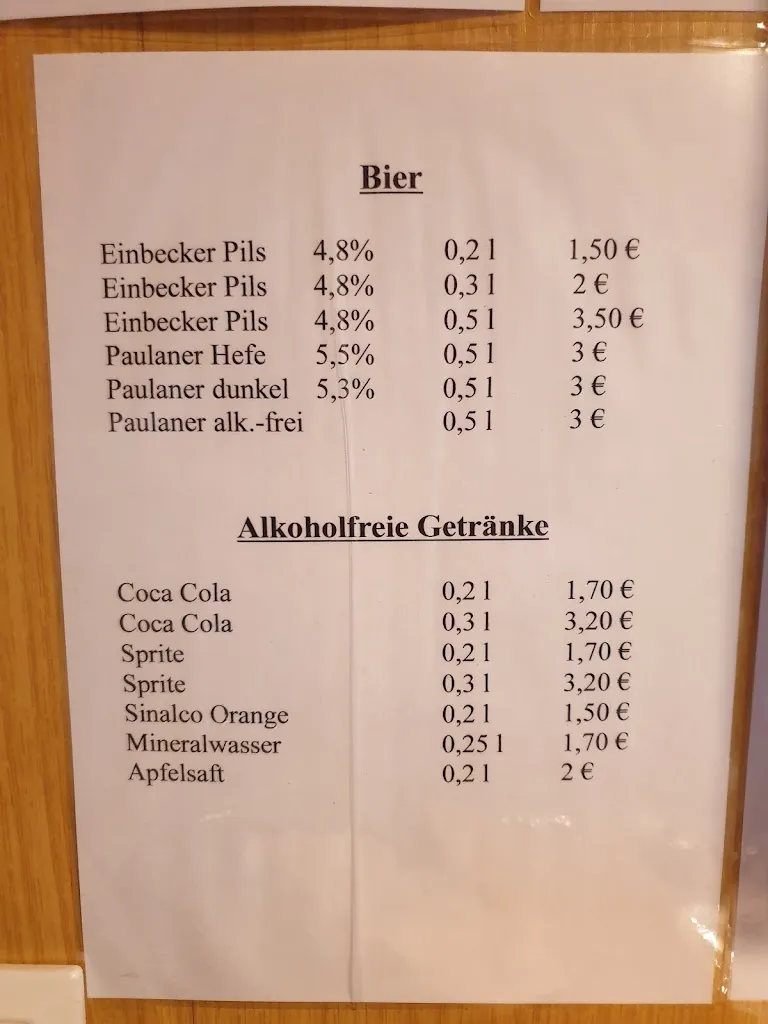 Bier
Einbecker Pils 4,8% 0,2 l 1,50 €
Einbecker Pils 4,8% 0,3 l 2 €
Einbecker Pils 4,8% 0,5 l 3,50 €
Paulaner Hefe 5,5% 0,5 l 3 €
Paulaner dunkel 5,3% 0,5 l 3 €
Paulaner alk.-frei 0,5 l 3 €
Alkoholfreie Getränke
Coca Cola 0,2 l 1,70 €
Coca Cola 0,3 l 3,20 €
Sprite 0,2 l 1,70 €
Sprite 0,3 l 3,20 €
Sinalco Orange 0,2 l 1,50 €
Mineralwasser 0,25 l 1,70 €
Apfelsaft 0,2 l 2 €